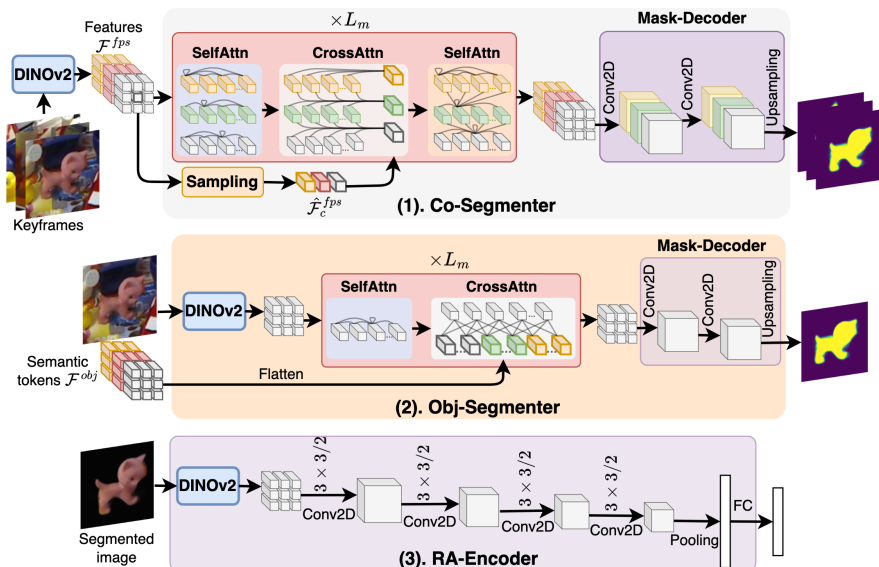 × L_m
Mask-Decoder
Features
F^{fps}
SelfAttn
CrossAttn
SelfAttn
DINOv2
Conv2D
Conv2D
Upsampling
Sampling
F̂_c^{fps}
(1). Co-Segmenter
Keyframes
× L_m
Mask-Decoder
SelfAttn
CrossAttn
DINOv2
Conv2D
Conv2D
Upsampling
Semantic
tokens F^{obj}
Flatten
(2). Obj-Segmenter
3 × 3/2
3 × 3/2
3 × 3/2
3 × 3/2
DINOv2
Conv2D
Conv2D
Conv2D
Conv2D
Pooling
FC
Segmented
image
(3). RA-Encoder